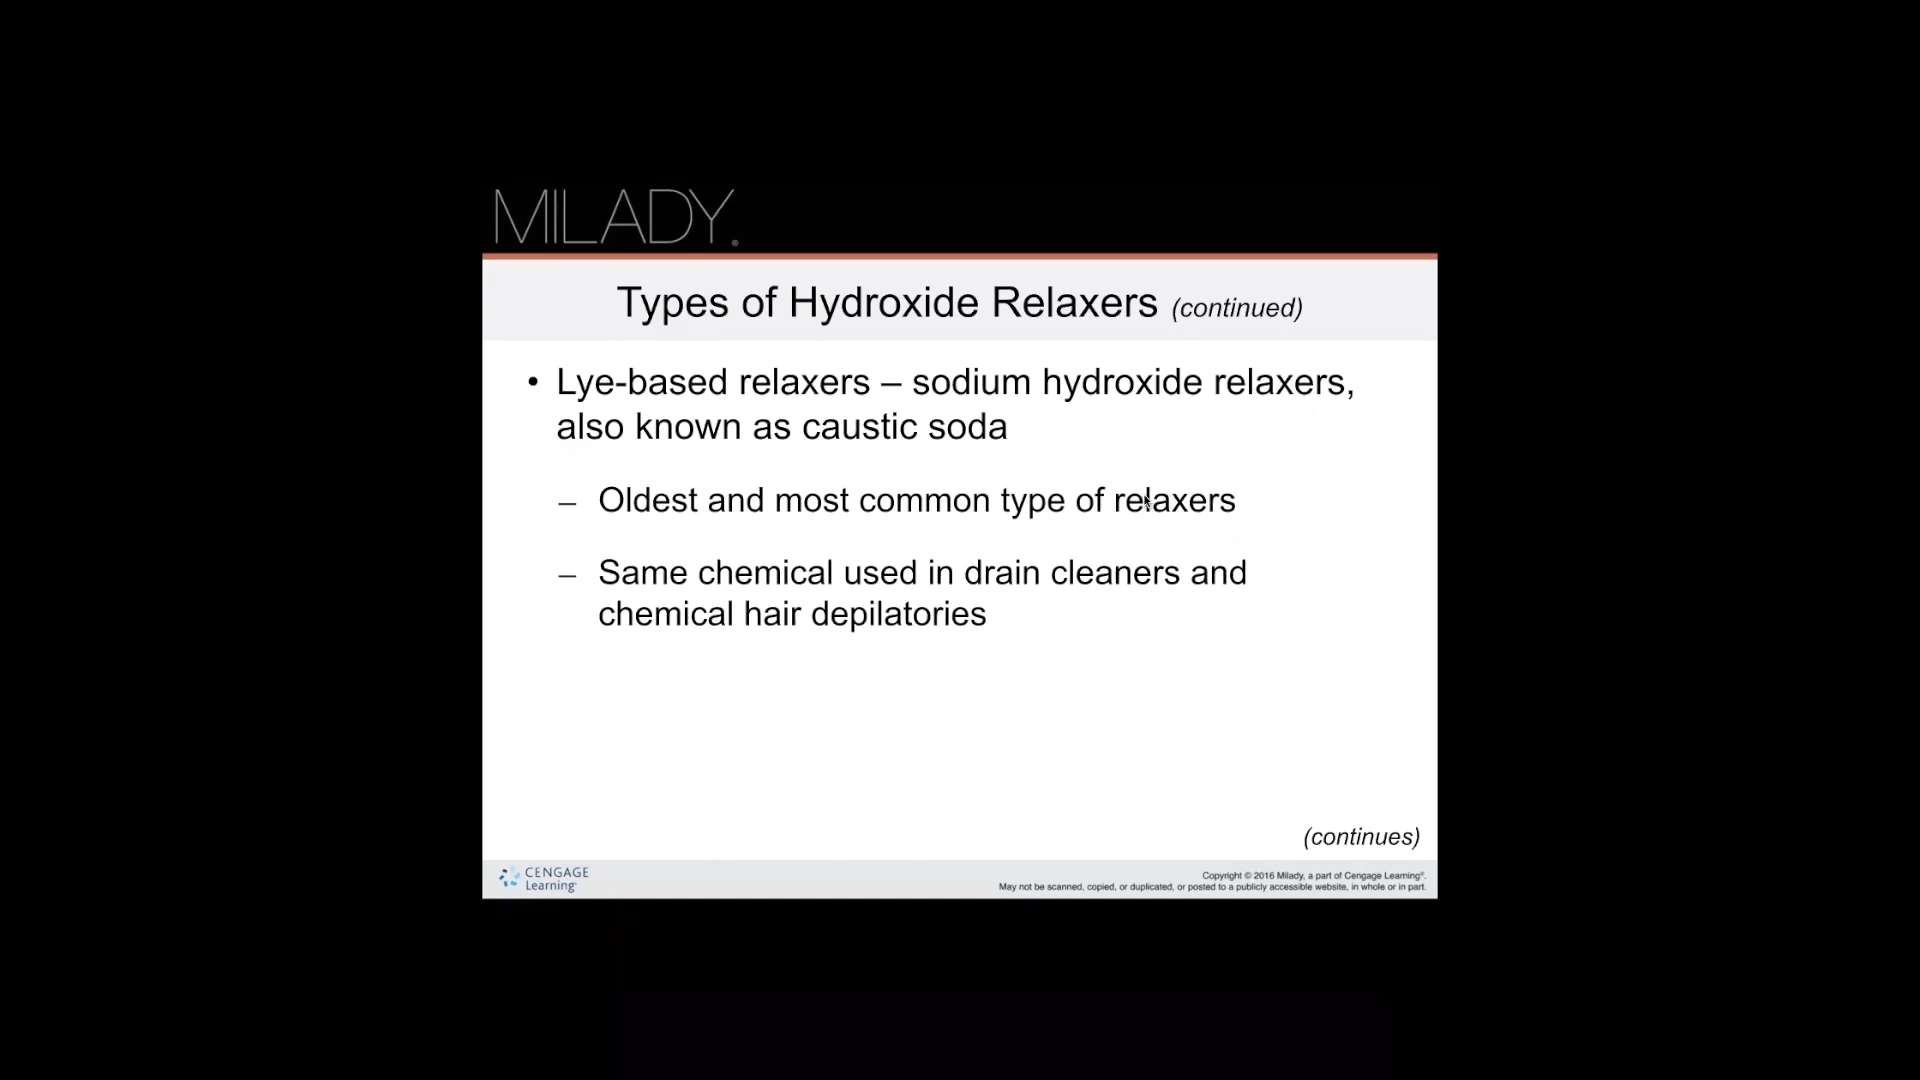 MILADY®
Types of Hydroxide Relaxers (continued)
• Lye-based relaxers – sodium hydroxide relaxers,
also known as caustic soda
– Oldest and most common type of relaxers
– Same chemical used in drain cleaners and
chemical hair depilatories
(continues)
CENGAGE
Learning®
Copyright © 2016 Milady, a part of Cengage Learning®.
May not be scanned, copied, or duplicated, or posted to a publicly accessible website, in whole or in part.